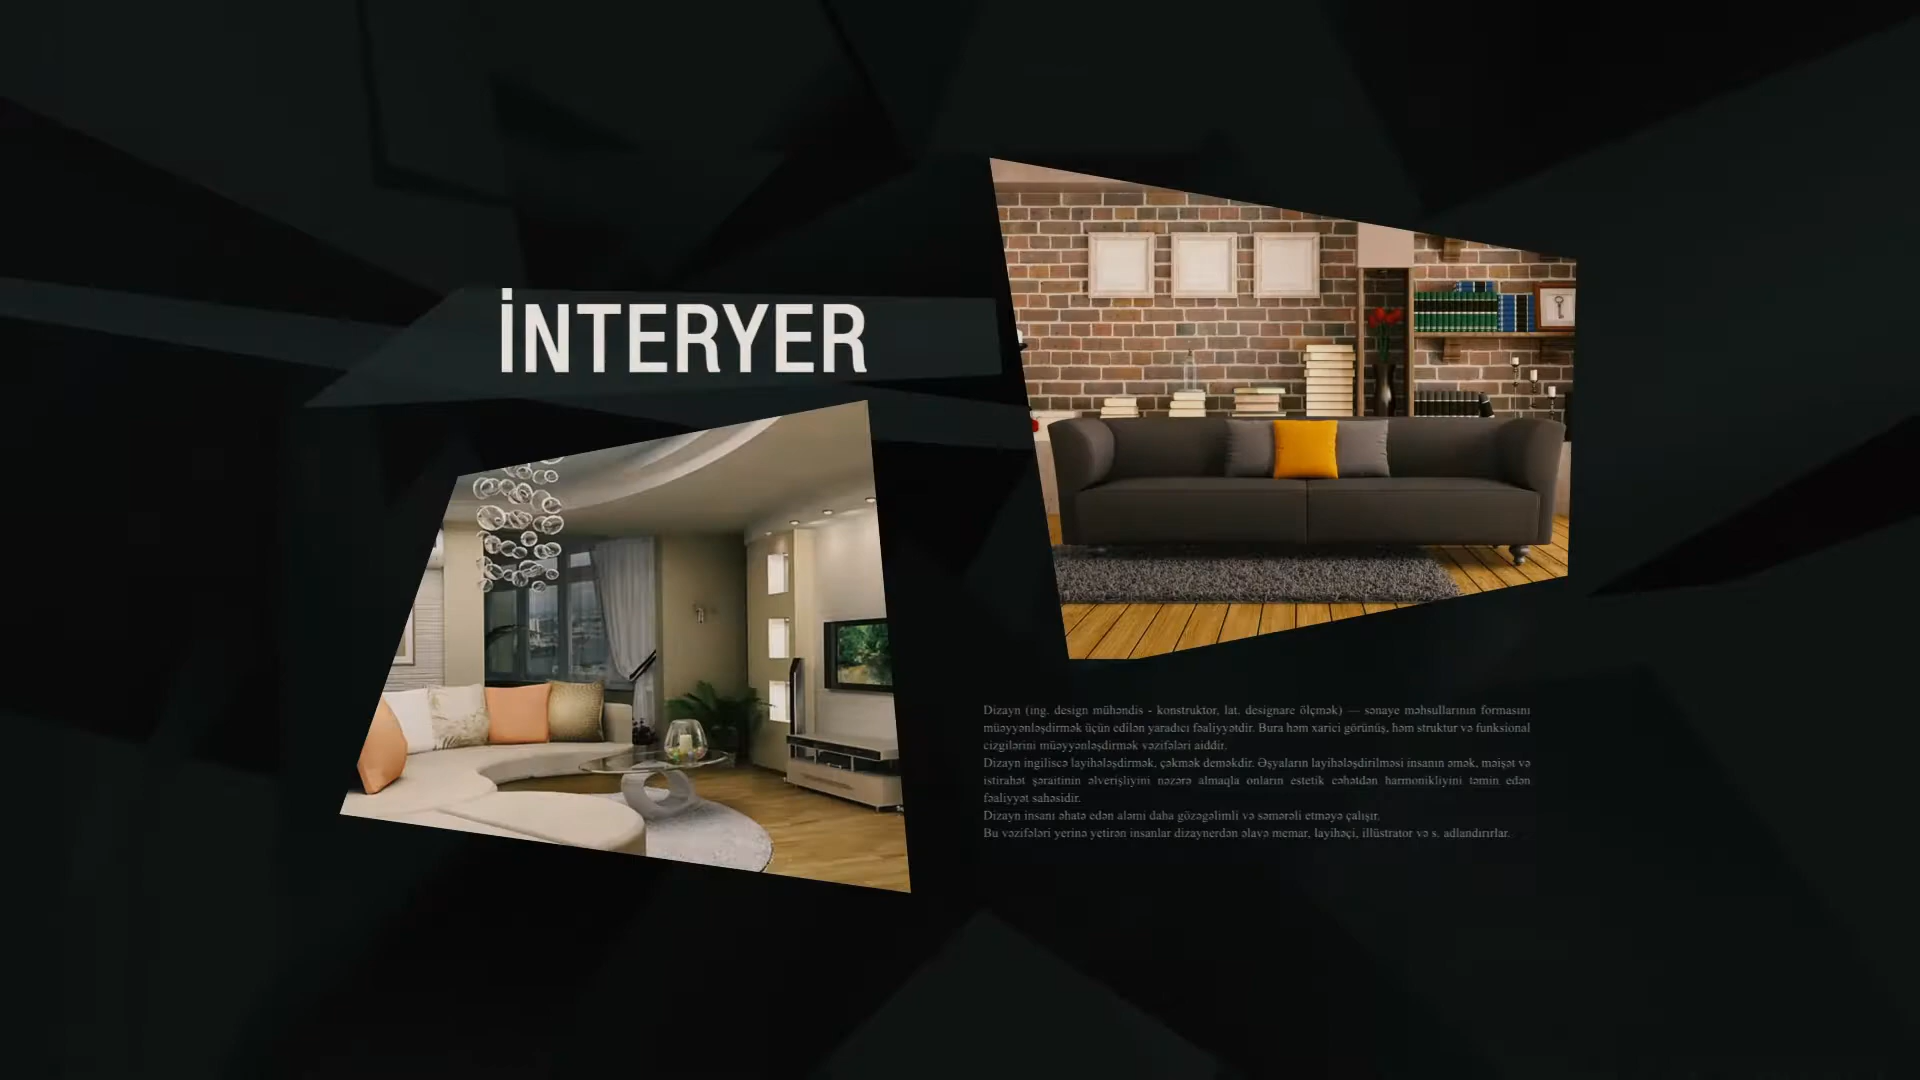 İNTERYER
Dizayn (ing. design mühəndis - konstruktor, lat. designare ölçmək) — sənaye məhsullarının formasını
müəyyənləşdirmək üçün edilən yaradıcı fəaliyyətdir. Bura həm xarici görünüş, həm struktur və funksional
cizgilərini müəyyənləşdirmək vəzifələri aiddir.
Dizayn ingiliscə layihələşdirmək, çəkmək deməkdir. Əşyaların layihələşdirilməsi insanın əmək, məişət və
istirahət şəraitinin əlverişliyini nəzərə almaqla onların estetik cəhətdən harmonikliyini təmin edən
fəaliyyət sahəsidir.
Dizayn insanı əhatə edən aləmi daha gözəgəlimli və səmərəli etməyə çalışır.
Bu vəzifələri yerinə yetirən insanlar dizaynerdən əlavə memar, layihəçi, illüstrator və s. adlandırırlar.